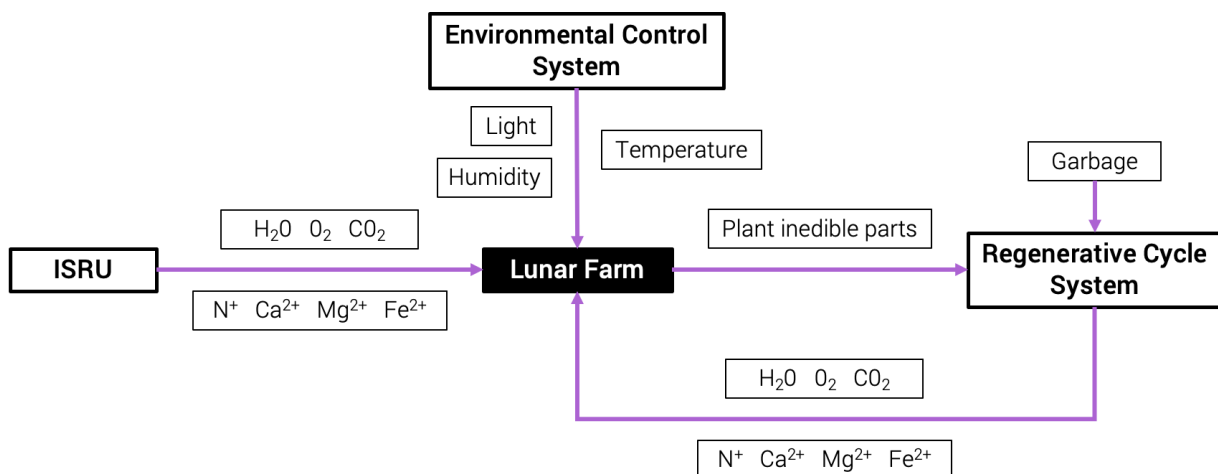 Environmental Control
System
Light
Temperature
Humidity
Garbage
H₂0 0₂ C0₂
Plant inedible parts
ISRU
Lunar Farm
Regenerative Cycle
System
N⁺ Ca²⁺ Mg²⁺ Fe²⁺
H₂0 0₂ C0₂
N⁺ Ca²⁺ Mg²⁺ Fe²⁺